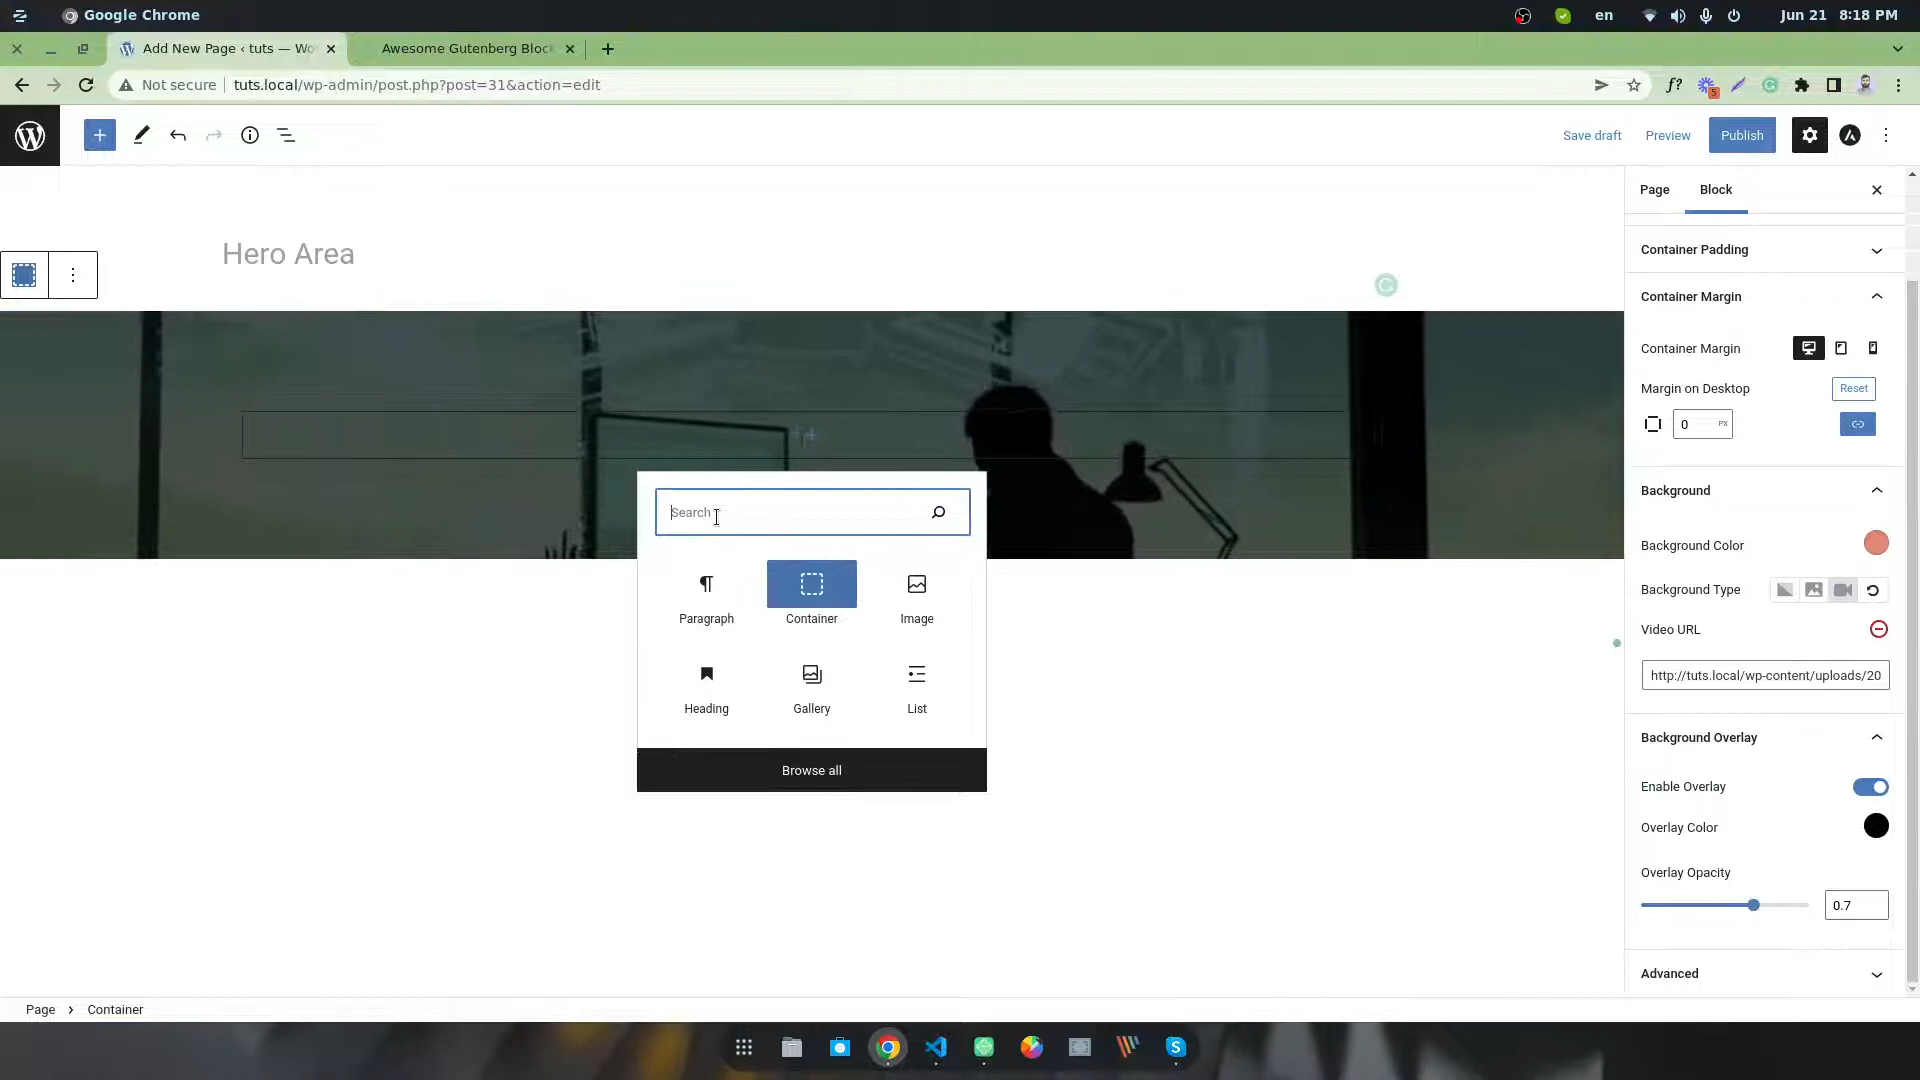 Google Chrome
en
Jun 21 8:18 PM
Add New Page ‹ tuts — Wo
Awesome Gutenberg Block
Not secure
tuts.local/wp-admin/post.php?post=31&action=edit
f?
5
Save draft
Preview
Publish
Page
Block
Hero Area
Container Padding
Container Margin
Container Margin
Margin on Desktop
Reset
0
PX
Search
Paragraph
Container
Image
Heading
Gallery
List
Browse all
Background
Background Color
Background Type
Video URL
http://tuts.local/wp-content/uploads/20
Background Overlay
Enable Overlay
Overlay Color
Overlay Opacity
0.7
Advanced
Page
Container